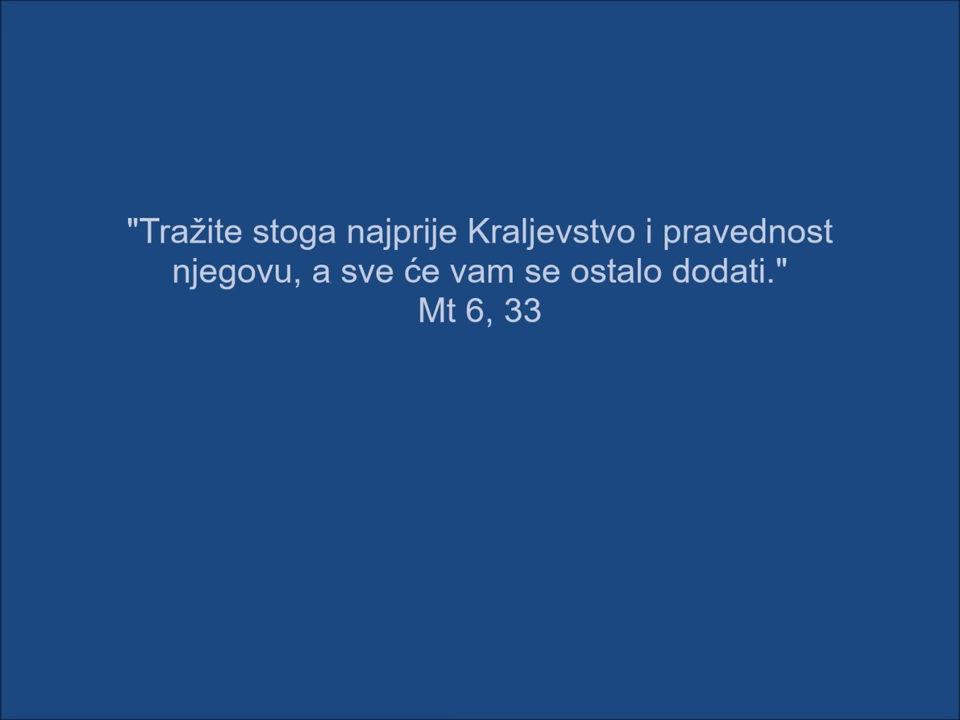 "Tražite stoga najprije Kraljevstvo i pravednost
njegovu, a sve će vam se ostalo dodati."
Mt 6, 33